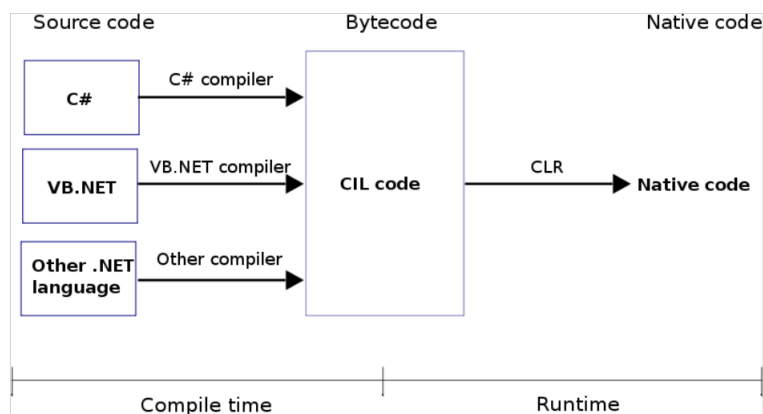 Source code
Bytecode
Native code
C#
C# compiler
VB.NET
VB.NET compiler
CIL code
CLR
Native code
Other .NET
language
Other compiler
Compile time
Runtime